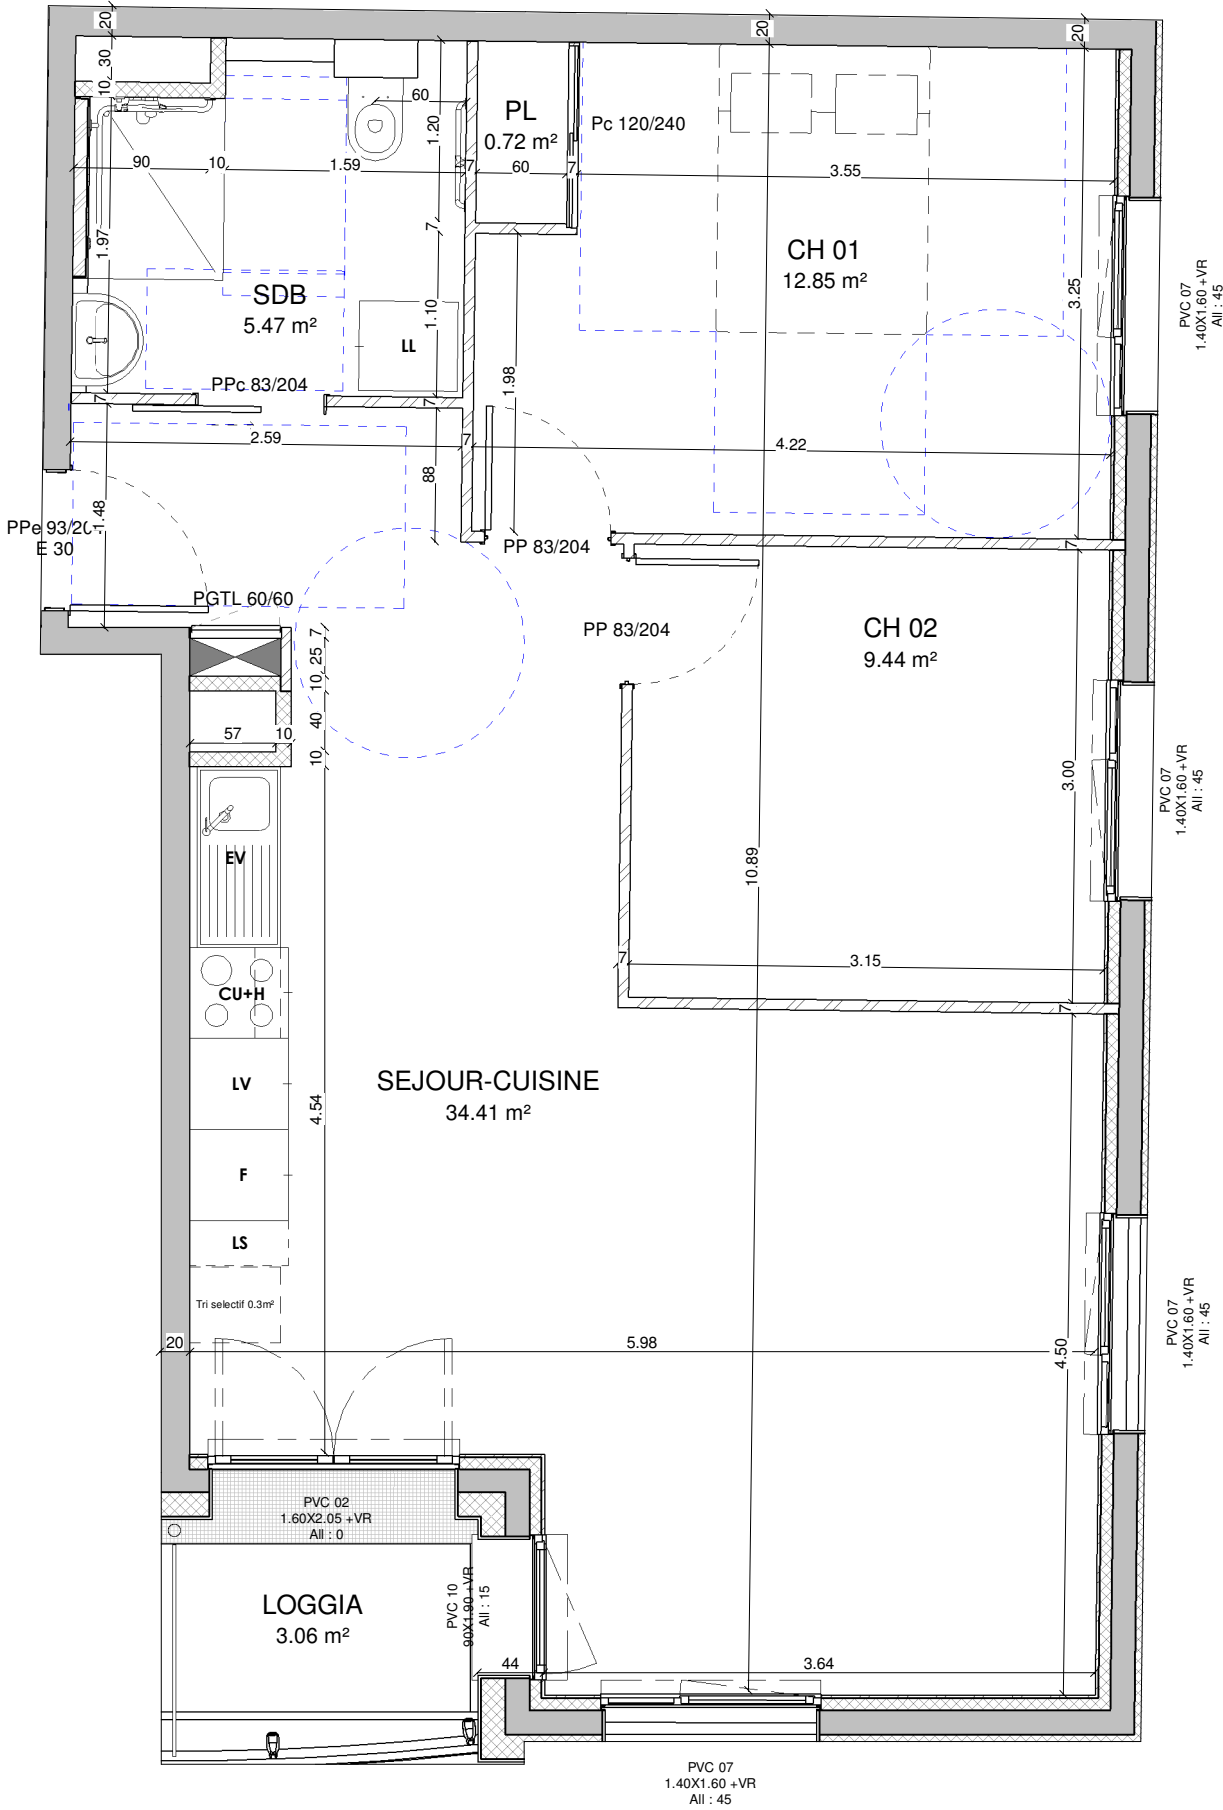 20
20
20
30
10
60
1.20
PL
0.72 m²
Pc 120/240
90
10
1.59
7
60
7
3.55
1.97
7
CH 01
12.85 m²
3.25
PVC 07
1.40X1.60 +VR
All : 45
SDB
5.47 m²
1.10
LL
1.98
PPc 83/204
7
7
2.59
7
4.22
88
1.48
PPe 93/20
E 30
PP 83/204
7
PGTL 60/60
PP 83/204
CH 02
9.44 m²
7
25
10
40
10
57
10
3.00
PVC 07
1.40X1.60 +VR
All : 45
EV
10.89
7
3.15
CU+H
7
LV
SEJOUR-CUISINE
34.41 m²
4.54
F
LS
Tri selectif 0.3m²
PVC 07
1.40X1.60 +VR
All : 45
20
5.98
4.50
PVC 02
1.60X2.05 +VR
All : 0
LOGGIA
3.06 m²
PVC 10
90X1.90 +VR
All : 15
44
3.64
PVC 07
1.40X1.60 +VR
All : 45